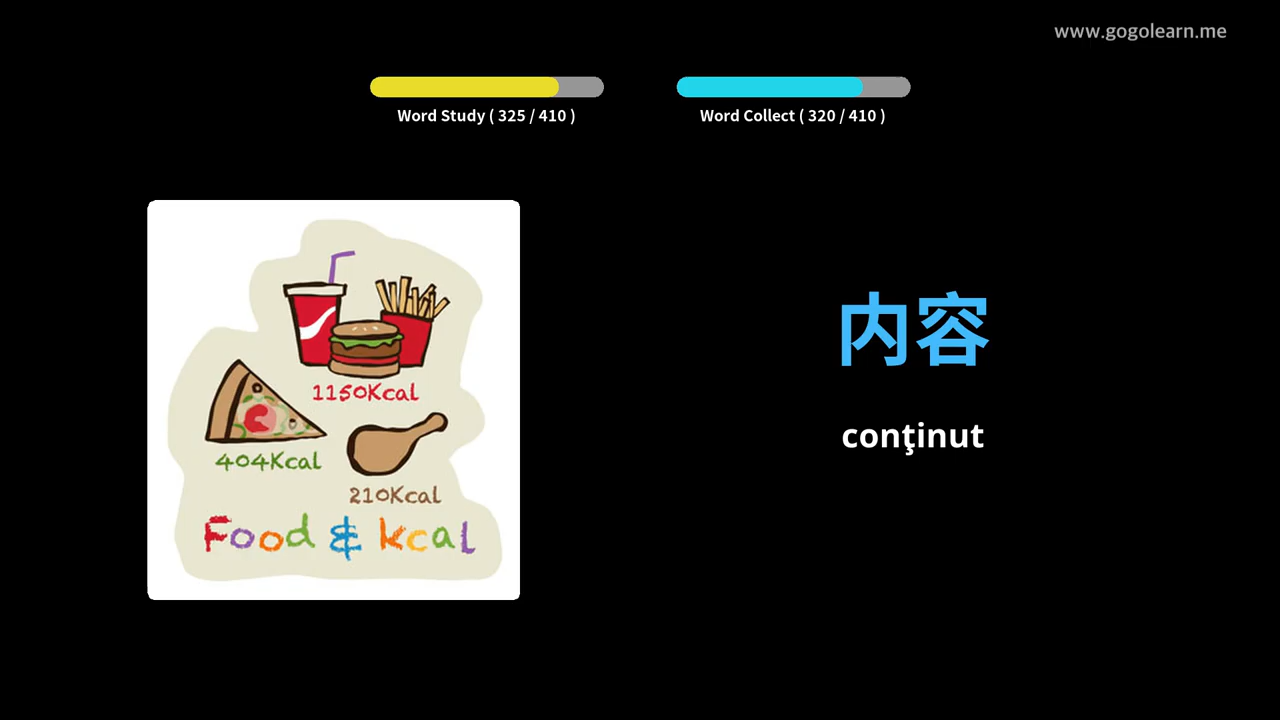 www.gogolearn.me
Word Study ( 325 / 410 )
Word Collect ( 320 / 410 )
1150Kcal
404Kcal
210Kcal
Food & kcal
内容
conţinut